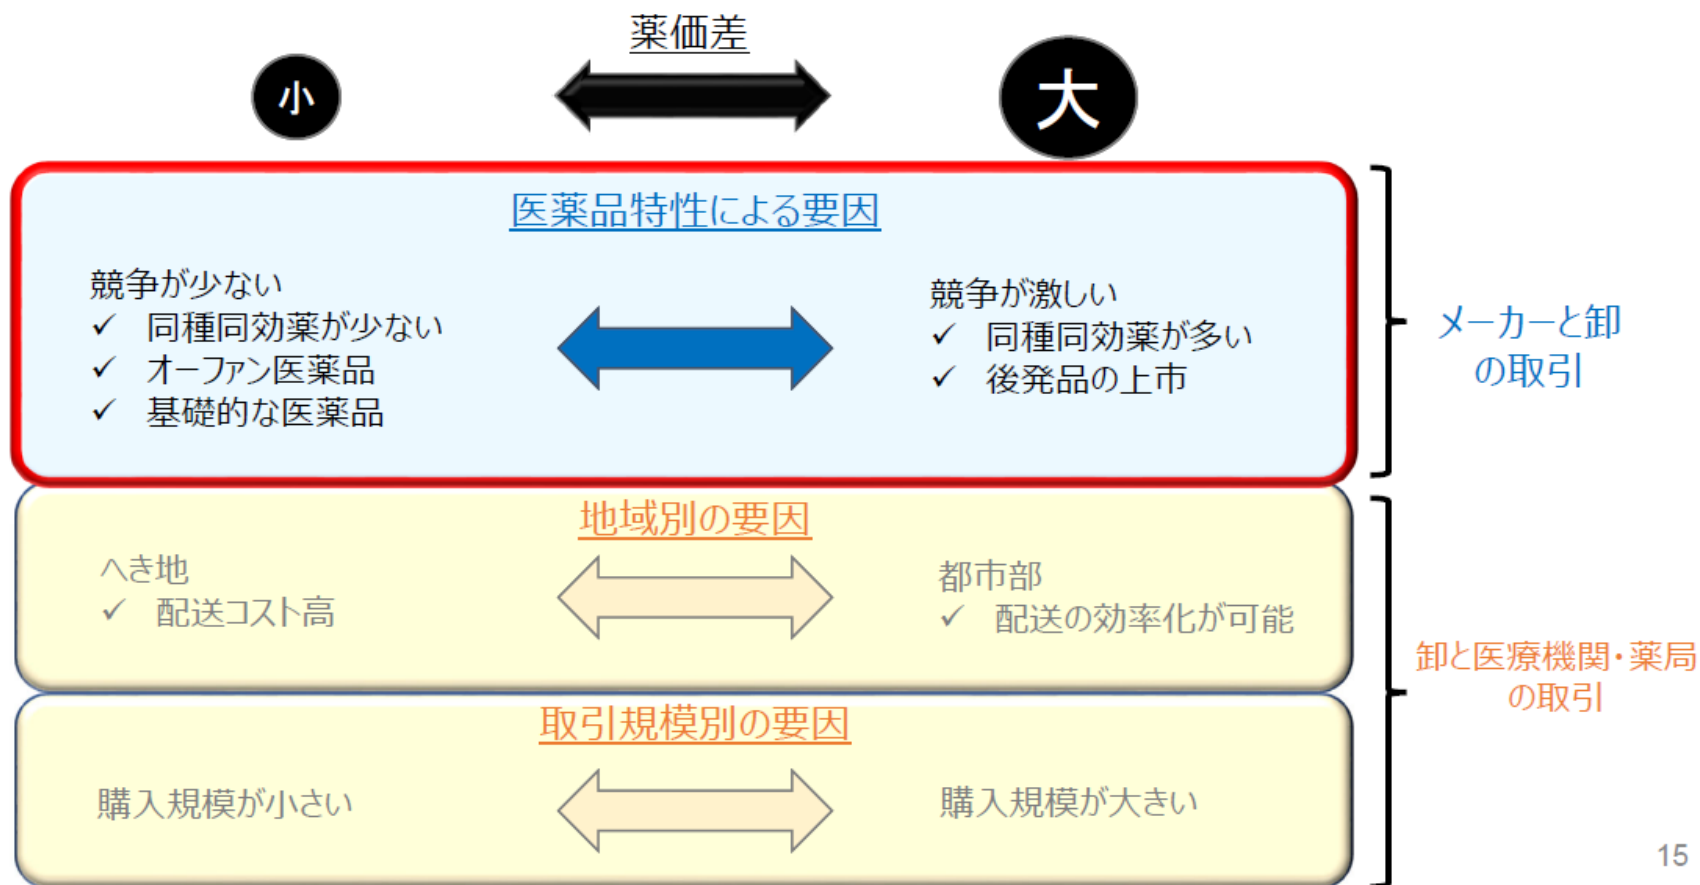 薬価差
小
大
医薬品特性による要因
競争が少ない
✓ 同種同効薬が少ない
✓ オーファン医薬品
✓ 基礎的な医薬品
競争が激しい
✓ 同種同効薬が多い
✓ 後発品の上市
メーカーと卸
の取引
地域別の要因
へき地
✓ 配送コスト高
都市部
✓ 配送の効率化が可能
卸と医療機関・薬局
の取引
取引規模別の要因
購入規模が小さい
購入規模が大きい
15